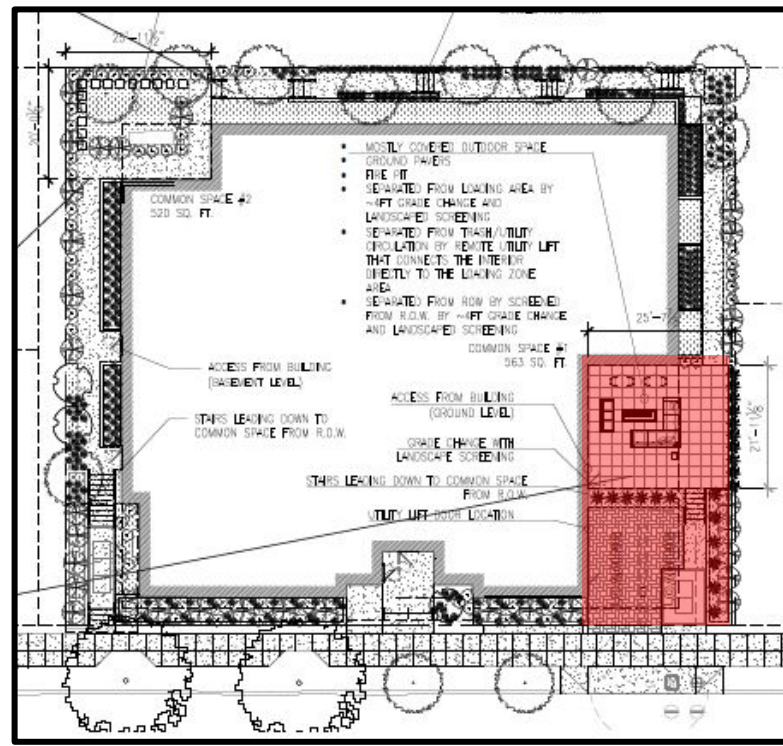 25'-11½"
• MOSTLY COVERED OUTDOOR SPACE
• GROUND PAVERS
• FIRE PIT
• SEPARATED FROM LOADING AREA BY
~4FT GRADE CHANGE AND
LANDSCAPED SCREENING
• SEPARATED FROM TRASH/UTILITY
CIRCULATION BY REMOTE UTILITY LIFT
THAT CONNECTS THE INTERIOR
DIRECTLY TO THE LOADING ZONE
AREA
• SEPARATED FROM ROW BY SCREENED
FROM R.O.W. BY ~4FT GRADE CHANGE
AND LANDSCAPED SCREENING
COMMON SPACE #2
520 SQ. FT.
COMMON SPACE #1
563 SQ. FT.
ACCESS FROM BUILDING
(BASEMENT LEVEL)
STAIRS LEADING DOWN TO
COMMON SPACE FROM R.O.W.
ACCESS FROM BUILDING
(GROUND LEVEL)
GRADE CHANGE WITH
LANDSCAPE SCREENING
STAIRS LEADING DOWN TO COMMON SPACE
FROM R.O.W.
UTILITY LIFT DOOR LOCATION
21'-11⅛"